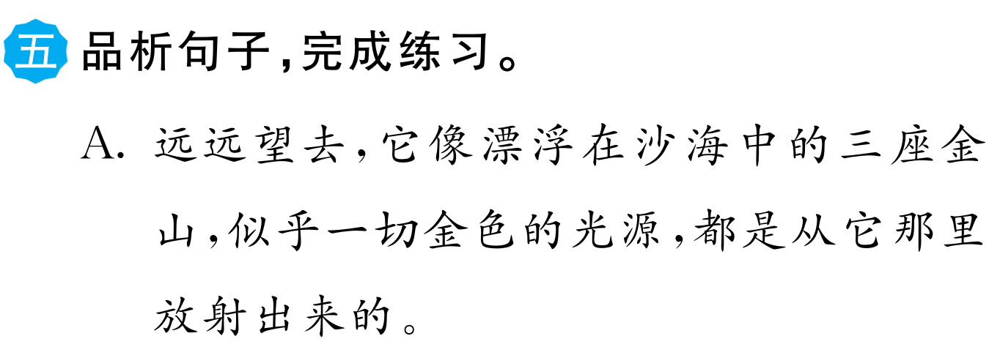 五 品析句子,完成练习。
A. 远远望去,它像漂浮在沙海中的三座金
山,似乎一切金色的光源,都是从它那里
放射出来的。